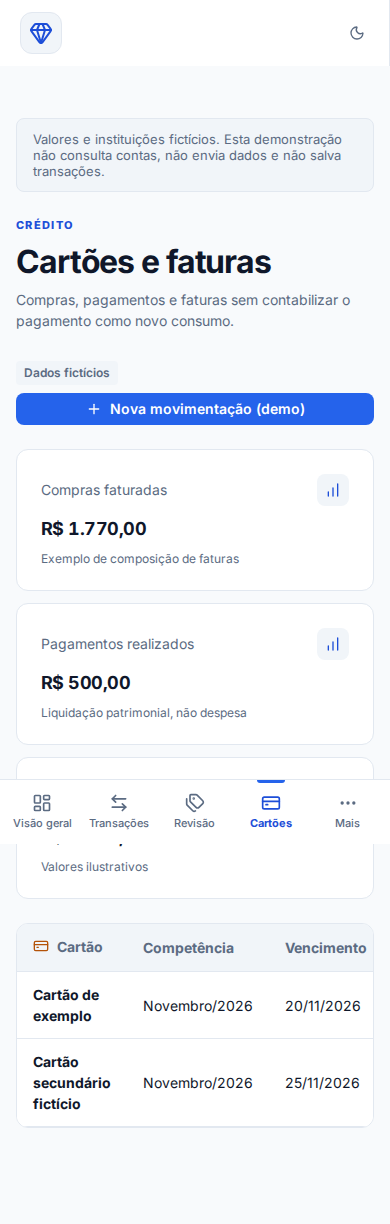 Valores e instituições fictícios. Esta demonstração
não consulta contas, não envia dados e não salva
transações.
CRÉDITO
Cartões e faturas
Compras, pagamentos e faturas sem contabilizar o
pagamento como novo consumo.
Dados fictícios
Nova movimentação (demo)
Compras faturadas
R$ 1.770,00
Exemplo de composição de faturas
Pagamentos realizados
R$ 500,00
Liquidação patrimonial, não despesa
Visão geral
Transações
Revisão
Cartões
Mais
Valores ilustrativos
Cartão Competência Vencimento
Cartão de
exemplo
Novembro/2026 20/11/2026
Cartão
secundário
fictício
Novembro/2026 25/11/2026